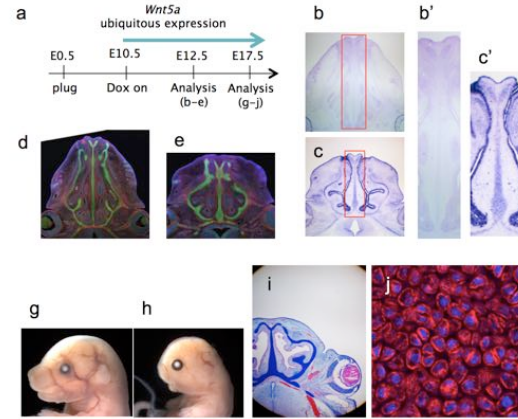 a
Wnt5a
ubiquitous expression
E0.5
E10.5
E12.5
E17.5
plug
Dox on
Analysis
(b-e)
Analysis
(g-j)
b
b'
c'
c
d
e
g
h
i
j